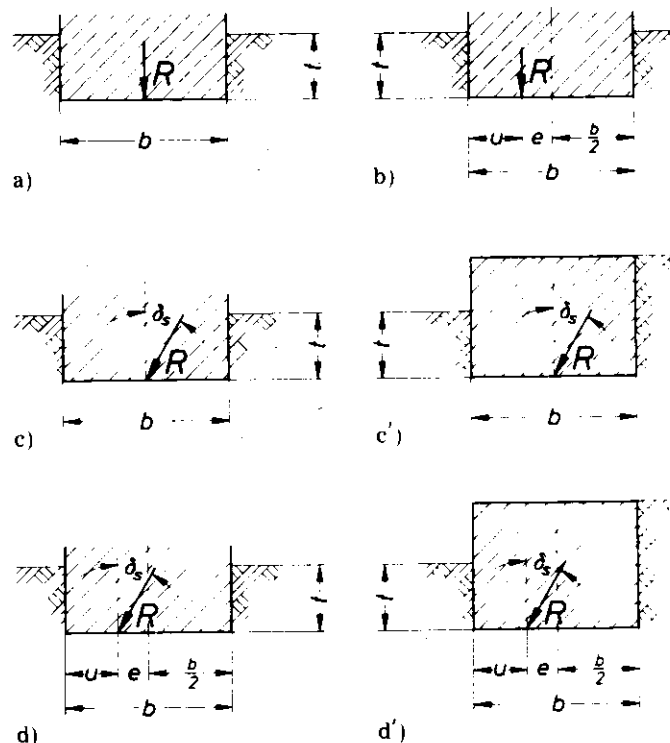 R t R t
b u e b/2
a) b) b
δs R t δs R t
c) b c') b
δs R t δs R t
u e b/2 u e b/2
d) b d') b